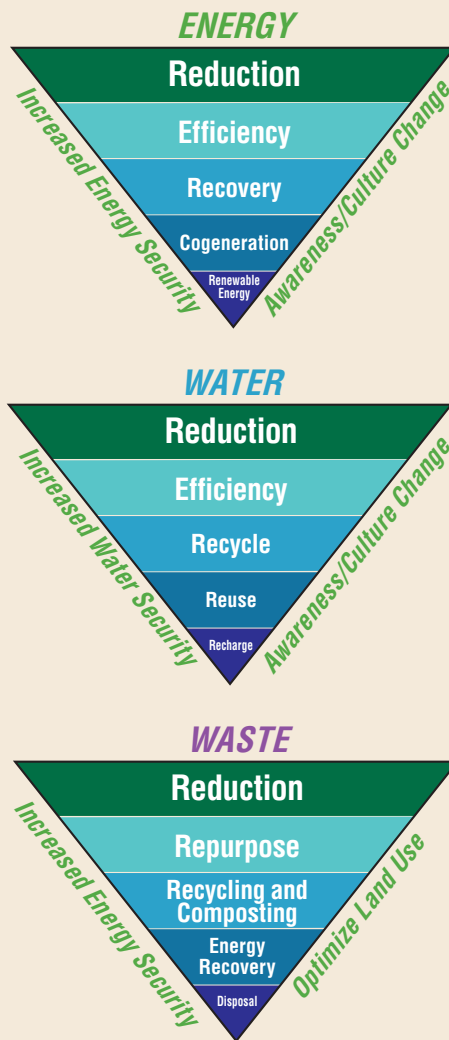 ENERGY
Reduction
Efficiency
Recovery
Cogeneration
Renewable
Energy
Increased Energy Security
Awareness/Culture Change
WATER
Reduction
Efficiency
Recycle
Reuse
Recharge
Increased Water Security
Awareness/Culture Change
WASTE
Reduction
Repurpose
Recycling and
Composting
Energy
Recovery
Disposal
Increased Energy Security
Optimize Land Use